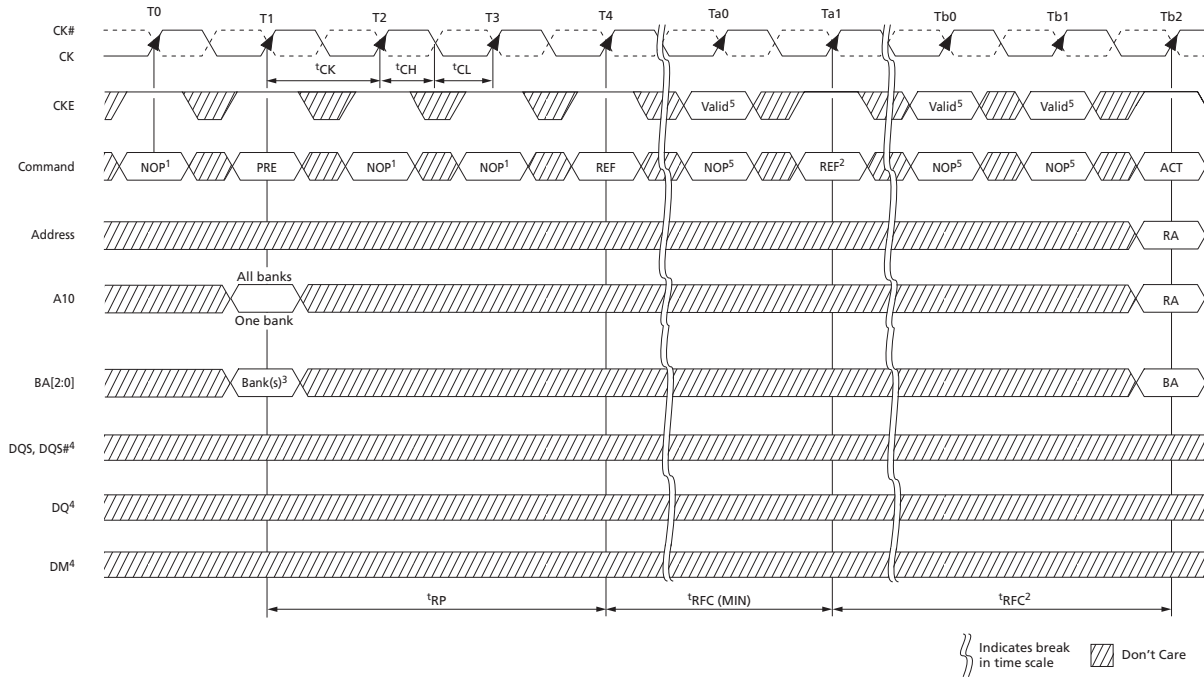 T0 T1 T2 T3 T4 Ta0 Ta1 Tb0 Tb1 Tb2
CK#
CK
tCK tCH tCL
CKE Valid5 Valid5 Valid5
Command NOP1 PRE NOP1 NOP1 REF NOP5 REF2 NOP5 NOP5 ACT
Address RA
All banks
A10 RA
One bank
BA[2:0] Bank(s)3 BA
DQS, DQS#4
DQ4
DM4
tRP tRFC (MIN) tRFC2
Indicates break
in time scale
Don't Care